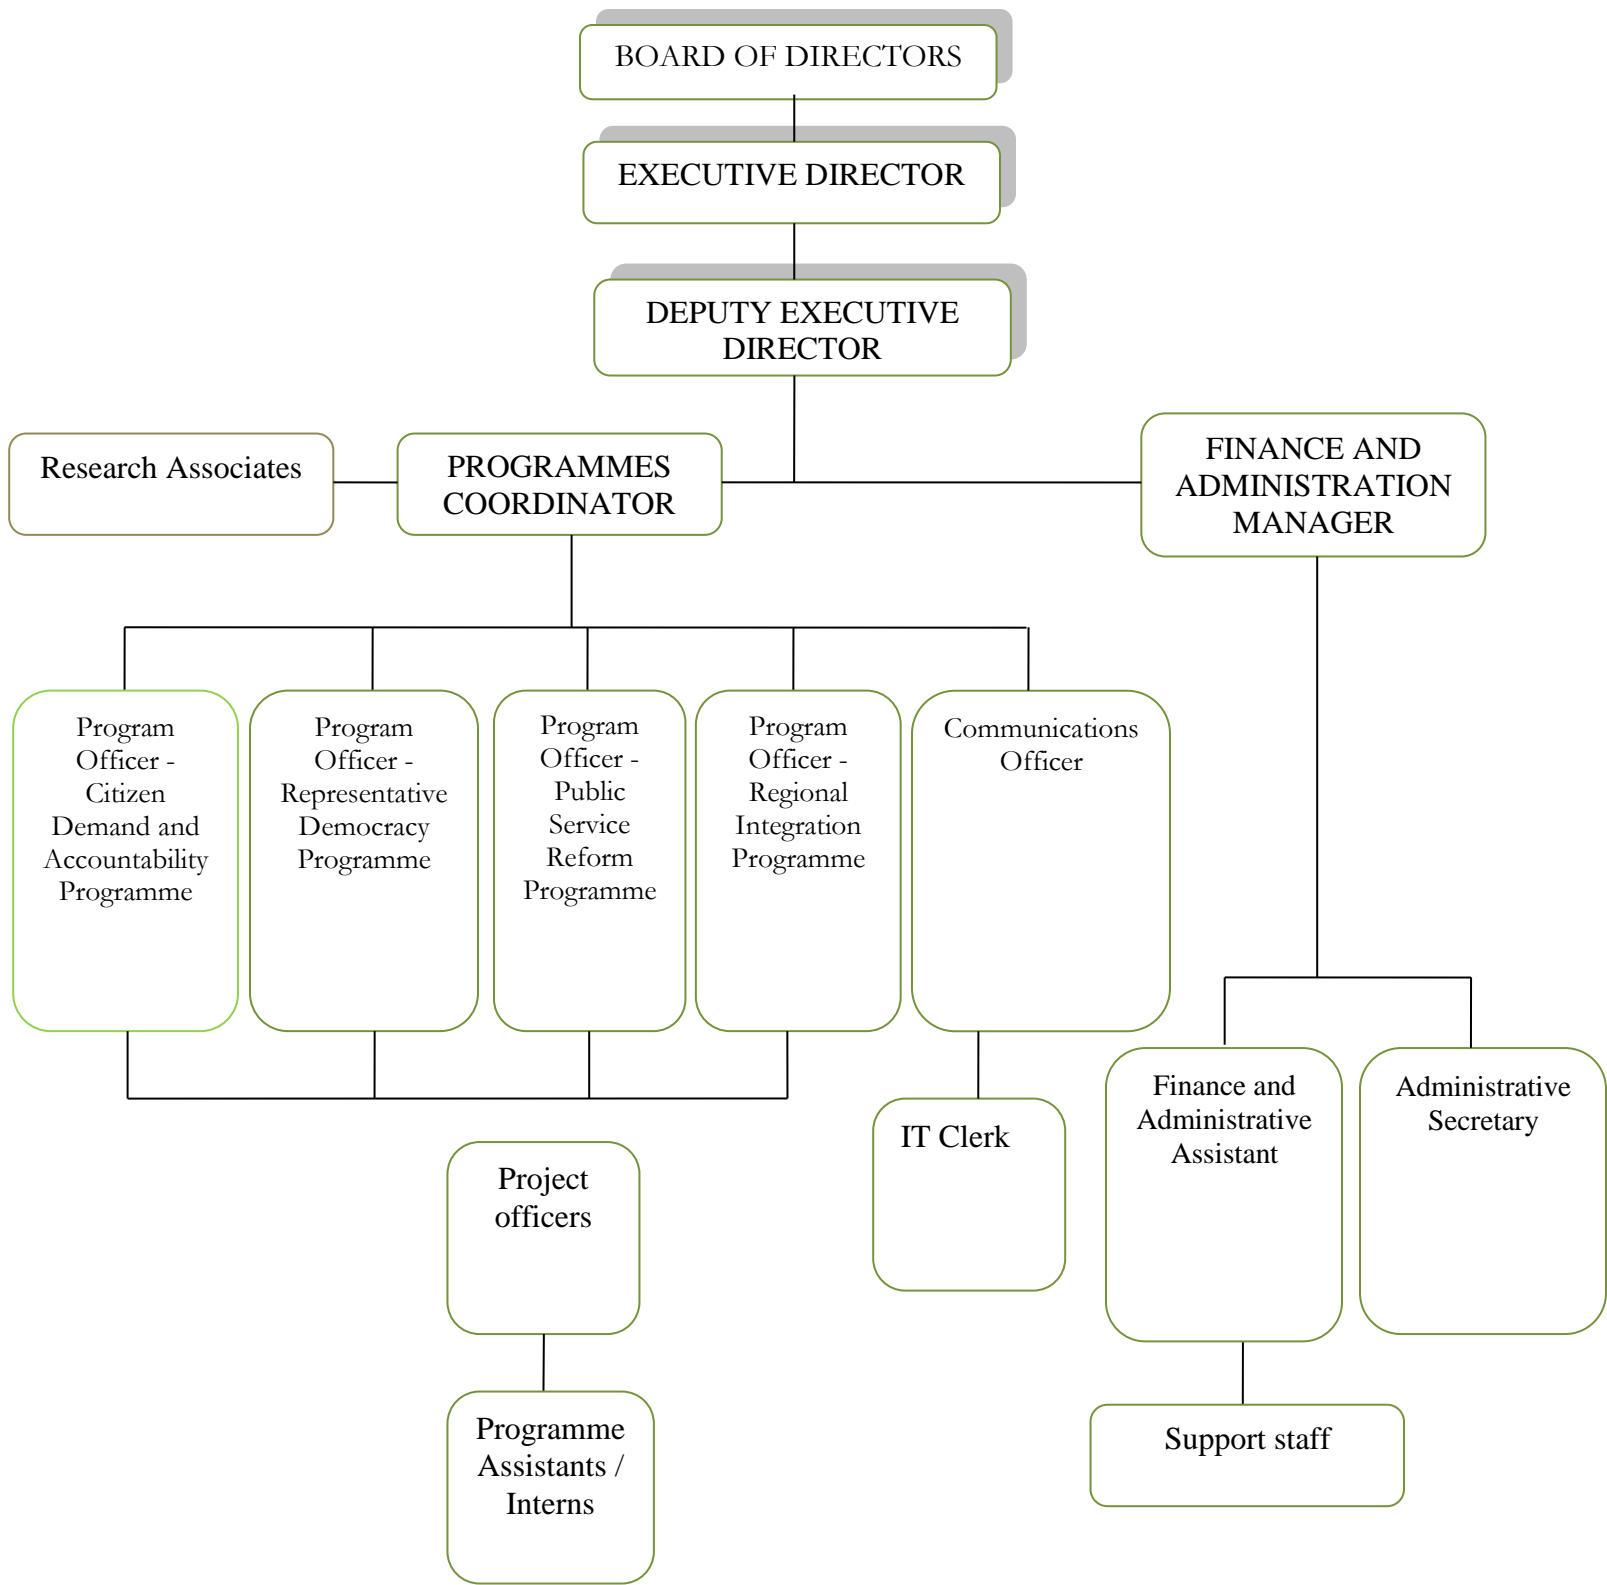 BOARD OF DIRECTORS
EXECUTIVE DIRECTOR
DEPUTY EXECUTIVE
DIRECTOR
Research Associates
PROGRAMMES
COORDINATOR
FINANCE AND
ADMINISTRATION
MANAGER
Program
Officer -
Citizen
Demand and
Accountability
Programme
Program
Officer -
Representative
Democracy
Programme
Program
Officer -
Public
Service
Reform
Programme
Program
Officer -
Regional
Integration
Programme
Communications
Officer
Project
officers
IT Clerk
Finance and
Administrative
Assistant
Administrative
Secretary
Programme
Assistants /
Interns
Support staff